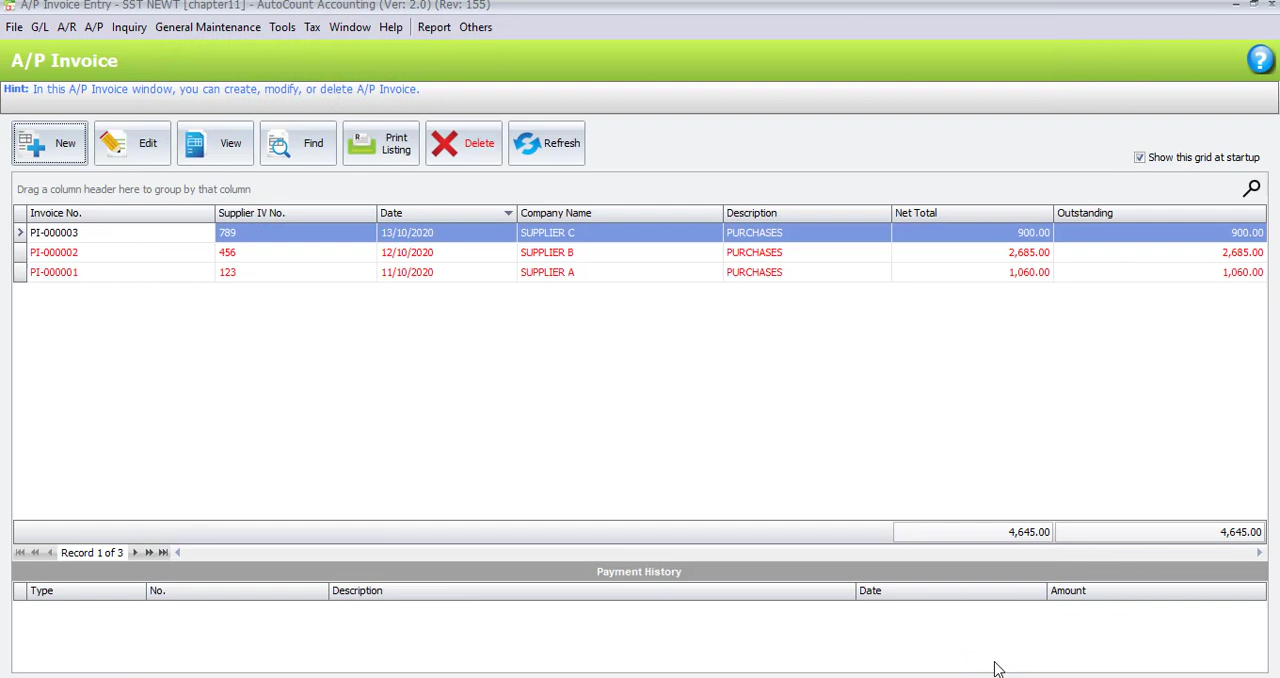 A/P Invoice Entry - SST NEWT [chapter11] - AutoCount Accounting (Ver: 2.0) (Rev: 155)
File G/L A/R A/P Inquiry General Maintenance Tools Tax Window Help Report Others
A/P Invoice
?
Hint: In this A/P Invoice window, you can create, modify, or delete A/P Invoice.
New Edit View Find Print Listing Delete Refresh
Show this grid at startup
Drag a column header here to group by that column
Invoice No. Supplier IV No. Date Company Name Description Net Total Outstanding
PI-000003 789 13/10/2020 SUPPLIER C PURCHASES 900.00 900.00
PI-000002 456 12/10/2020 SUPPLIER B PURCHASES 2,685.00 2,685.00
PI-000001 123 11/10/2020 SUPPLIER A PURCHASES 1,060.00 1,060.00
4,645.00 4,645.00
Record 1 of 3
Payment History
Type No. Description Date Amount